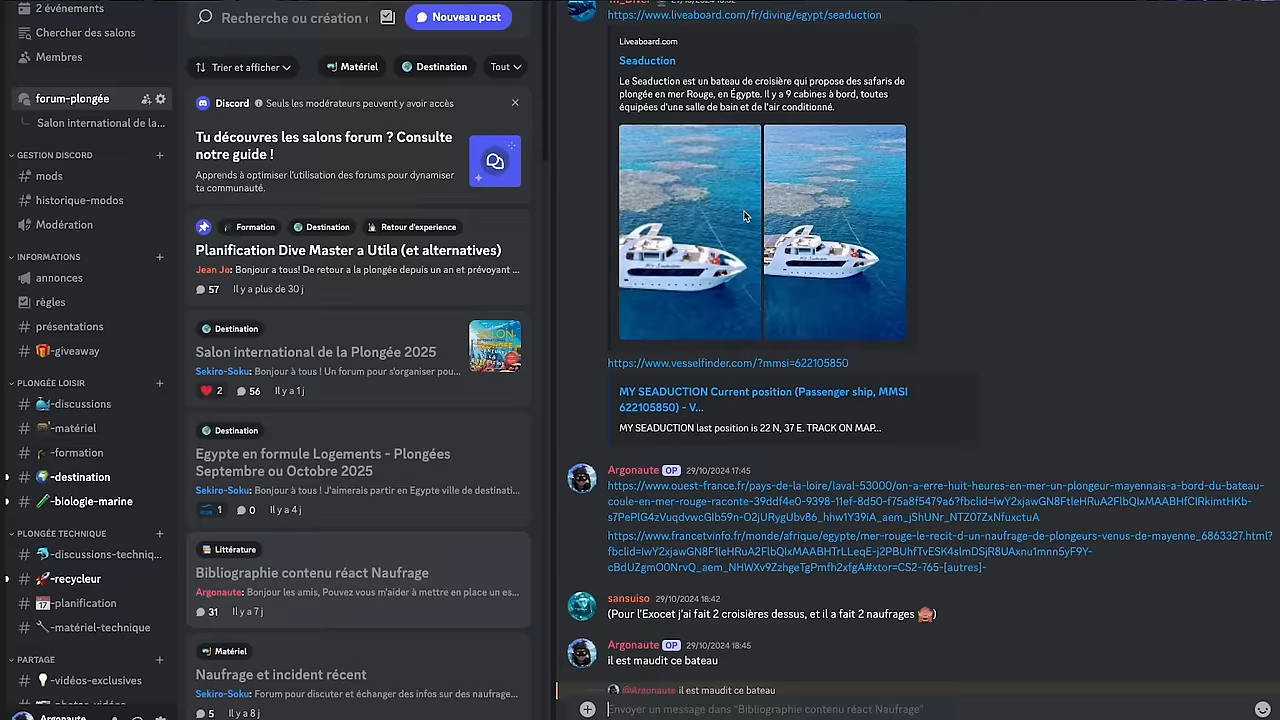 2 événements
Chercher des salons
Membres
forum-plongée
Salon international de la...
GESTION DISCORD
mods
historique-modos
Modération
INFORMATIONS
annonces
règles
présentations
-giveaway
PLONGÉE LOISIR
-discussions
-matériel
-formation
-destination
-biologie-marine
PLONGÉE TECHNIQUE
-discussions-techniq...
-recycleur
-planification
-matériel-technique
PARTAGE
-vidéos-exclusives
Argonaute
Recherche ou création
Nouveau post
Trier et afficher
Matériel
Destination
Tout
Discord
Seuls les modérateurs peuvent y avoir accès
Tu découvres les salons forum ? Consulte
notre guide !
Apprends à optimiser l'utilisation des forums pour dynamiser
ta communauté.
Formation
Destination
Retour d'experience
Planification Dive Master a Utila (et alternatives)
Jean Jo: Bonjour a tous! De retour a la plongée depuis un an et prévoyant ...
57 Il y a plus de 30 j
Destination
Salon international de la Plongée 2025
Sekiro-Soku: Bonjour à tous ! Un forum pour s'organiser pou...
2 56 Il y a 1 j
Destination
Egypte en formule Logements - Plongées
Septembre ou Octobre 2025
Sekiro-Soku: Bonjour à tous ! J'aimerais partir en Egypte ville de destinati...
1 0 Il y a 4 j
Littérature
Bibliographie contenu réact Naufrage
Argonaute: Bonjour les amis, Pouvez vous m'aider à mettre en place un es...
31 Il y a 7 j
Matériel
Naufrage et incident récent
Sekiro-Soku: Forum pour discuter et échanger des infos sur des naufrage...
5 Il y a 8 j
https://www.liveaboard.com/fr/diving/egypt/seaduction
Liveaboard.com
Seaduction
Le Seaduction est un bateau de croisière qui propose des safaris de
plongée en mer Rouge, en Égypte. Il y a 9 cabines à bord, toutes
équipées d'une salle de bain et de l'air conditionné.
https://www.vesselfinder.com/?mmsi=622105850
MY SEADUCTION Current position (Passenger ship, MMSI
622105850) - V...
MY SEADUCTION last position is 22 N, 37 E. TRACK ON MAP...
Argonaute OP 29/10/2024 17:45
https://www.ouest-france.fr/pays-de-la-loire/laval-53000/on-a-erre-huit-heures-en-mer-un-plongeur-mayennais-a-bord-du-bateau-
coule-en-mer-rouge-raconte-39ddf4e0-9398-11ef-8d50-f75a8f5479a6?fbclid=IwY2xjawGN8FtleHRuA2FlbQIxMAABHfCIRkimtHKb-
s7PePlG4zVuqdvwcGIb59n-O2jURygUbv86_hhw1Y39iA_aem_jShUNr_NTZ07ZxNfuxctuA
https://www.francetvinfo.fr/monde/afrique/egypte/mer-rouge-le-recit-d-un-naufrage-de-plongeurs-venus-de-mayenne_6863327.html?
fbclid=IwY2xjawGN8F1leHRuA2FlbQIxMAABHTrLLeqE-j2PBUhfTvESK4slmDSjR8UAxnu1mnn5yF9Y-
cBdUZgmO0NrvQ_aem_NHWXv9ZzhgeTgPmfh2xfgA#xtor=CS2-765-[autres]-
sansuiso 29/10/2024 18:42
(Pour l'Exocet j'ai fait 2 croisières dessus, et il a fait 2 naufrages )
Argonaute OP 29/10/2024 18:45
il est maudit ce bateau
@Argonaute il est maudit ce bateau
Envoyer un message dans "Bibliographie contenu réact Naufrage"